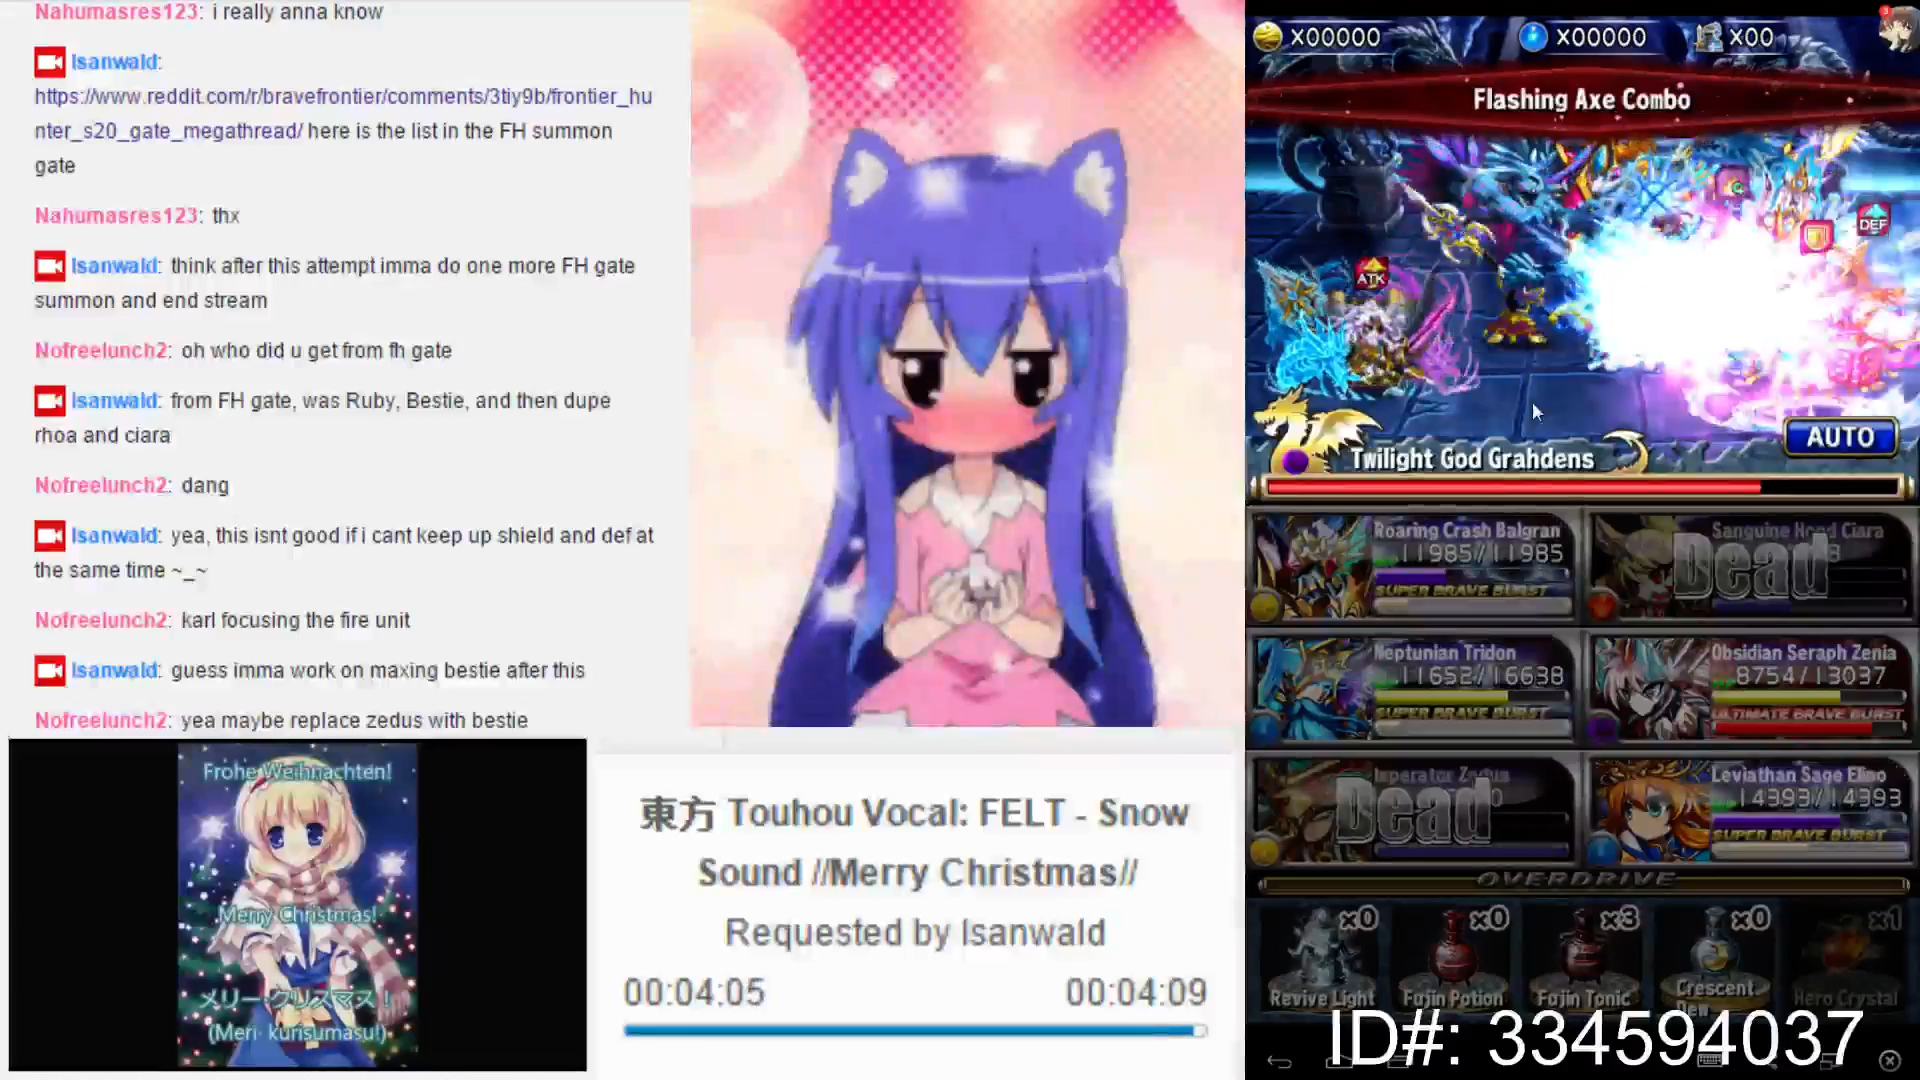 Nahumasres123: i really anna know
Isanwald:
https://www.reddit.com/r/bravefrontier/comments/3tiy9b/frontier_hu
nter_s20_gate_megathread/ here is the list in the FH summon
gate
Nahumasres123: thx
Isanwald: think after this attempt imma do one more FH gate
summon and end stream
Nofreelunch2: oh who did u get from fh gate
Isanwald: from FH gate, was Ruby, Bestie, and then dupe
rhoa and ciara
Nofreelunch2: dang
Isanwald: yea, this isnt good if i cant keep up shield and def at
the same time ~_~
Nofreelunch2: karl focusing the fire unit
Isanwald: guess imma work on maxing bestie after this
Nofreelunch2: yea maybe replace zedus with bestie
Frohe Weihnachten!
Merry Christmas!
メリー・クリスマス！
(Meri- kurisumasu!)
東方 Touhou Vocal: FELT - Snow
Sound //Merry Christmas//
Requested by Isanwald
00:04:05 00:04:09
X00000 X00000 X00
3
Flashing Axe Combo
ATK
DEF
AUTO
Twilight God Grahdens
Roaring Crash Balgran
11985/11985
SUPER BRAVE BURST
Sanguine Ciara
Dead
Neptunian Tridon
11652/16638
SUPER BRAVE BURST
Obsidian Seraph Zenia
8754/13037
ULTIMATE BRAVE BURST
Imperator Zedus
Dead
Leviathan Sage Elimo
14393/14393
SUPER BRAVE BURST
OVERDRIVE
x0 x0 x3 x0 x1
Revive Light Fujin Potion Fujin Tonic Crescent Dew Hero Crystal
ID#: 334594037